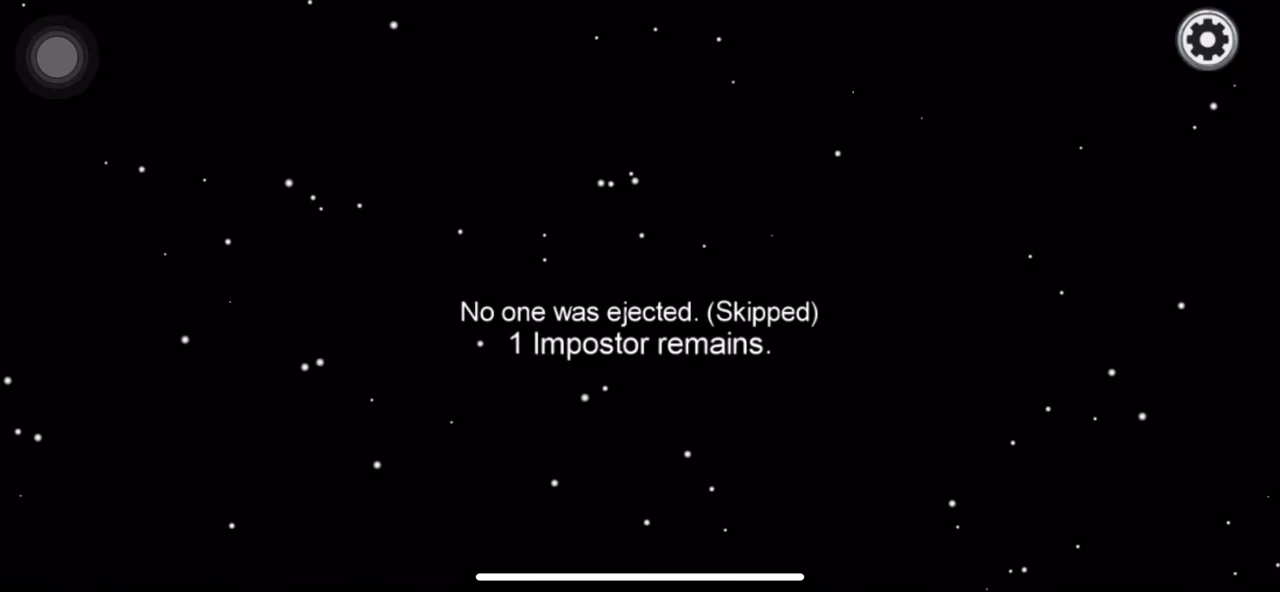 No one was ejected. (Skipped)
1 Impostor remains.